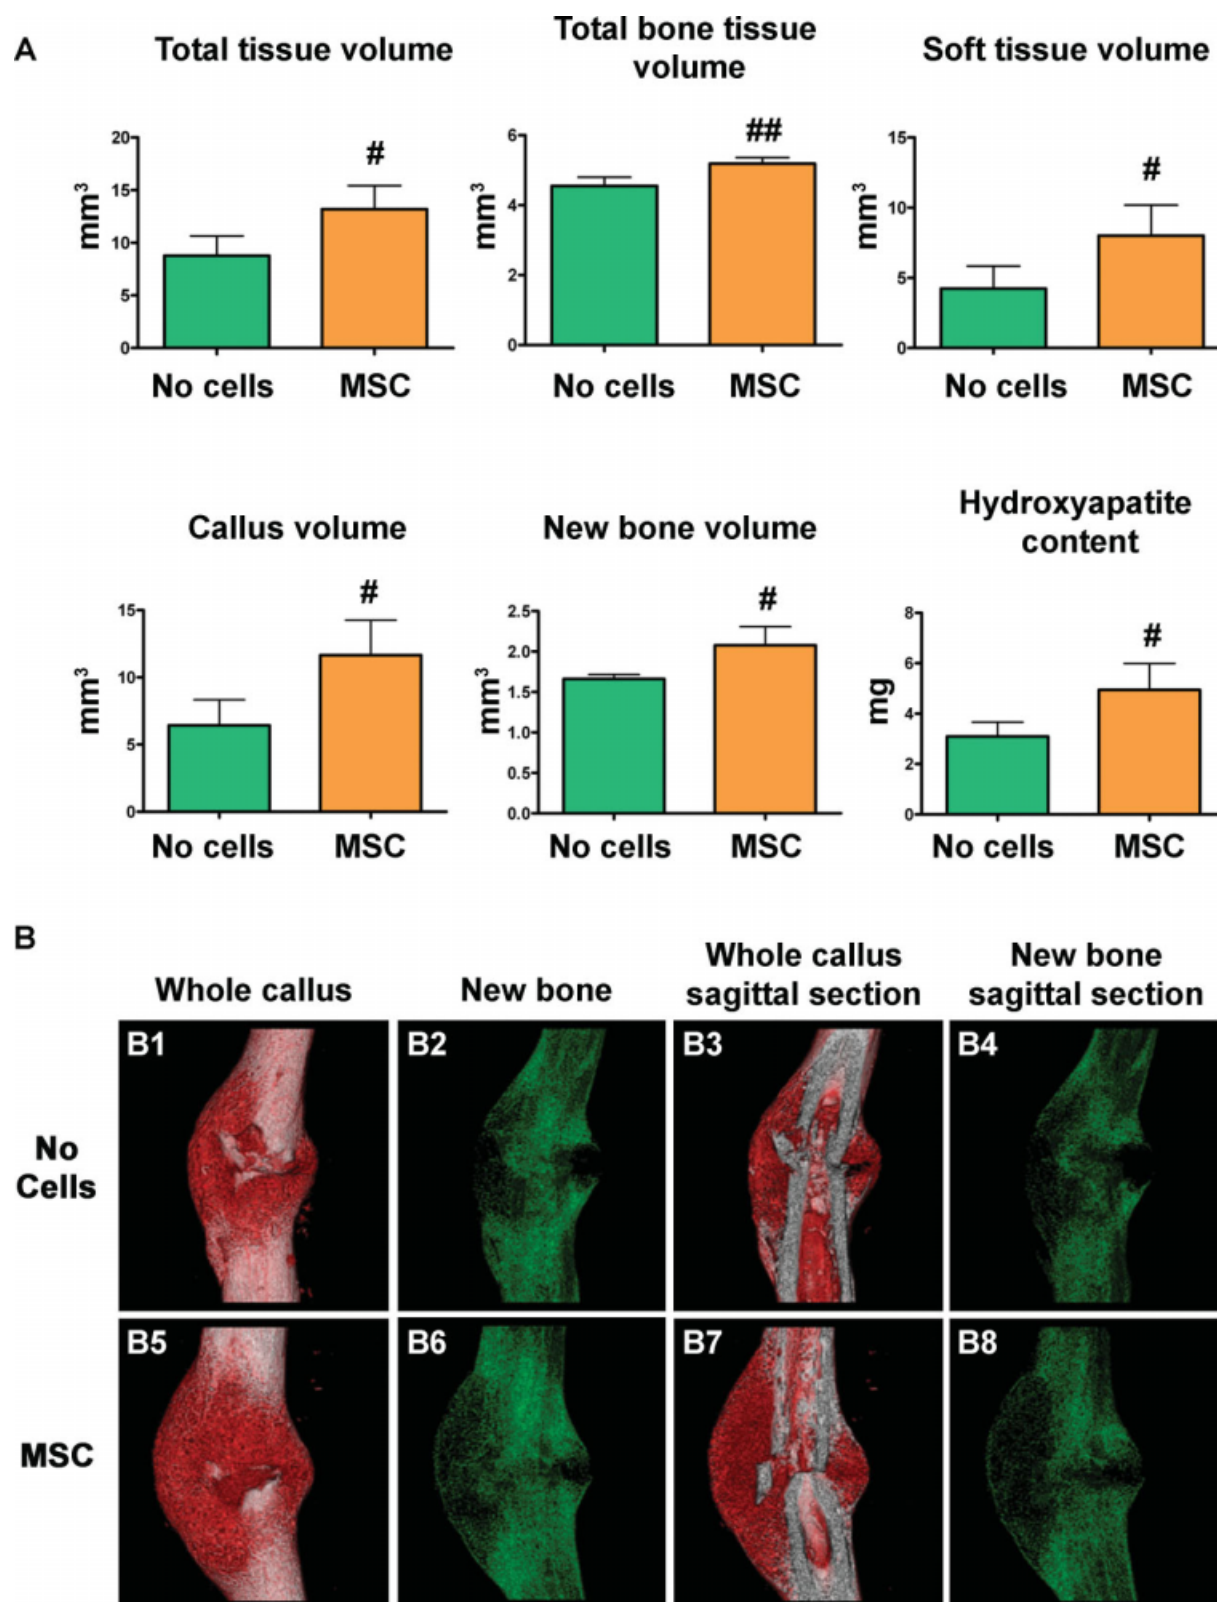 A
Total tissue volume
Total bone tissue
volume
Soft tissue volume
mm³
20
15
10
5
0
#
No cells
MSC
mm³
6
4
2
0
##
No cells
MSC
mm³
15
10
5
0
#
No cells
MSC
Callus volume
New bone volume
Hydroxyapatite
content
mm³
15
10
5
0
#
No cells
MSC
mm³
2.5
2.0
1.5
1.0
0.5
0.0
#
No cells
MSC
mg
8
6
4
2
0
#
No cells
MSC
B
Whole callus
New bone
Whole callus
sagittal section
New bone
sagittal section
No
Cells
B1
B2
B3
B4
MSC
B5
B6
B7
B8